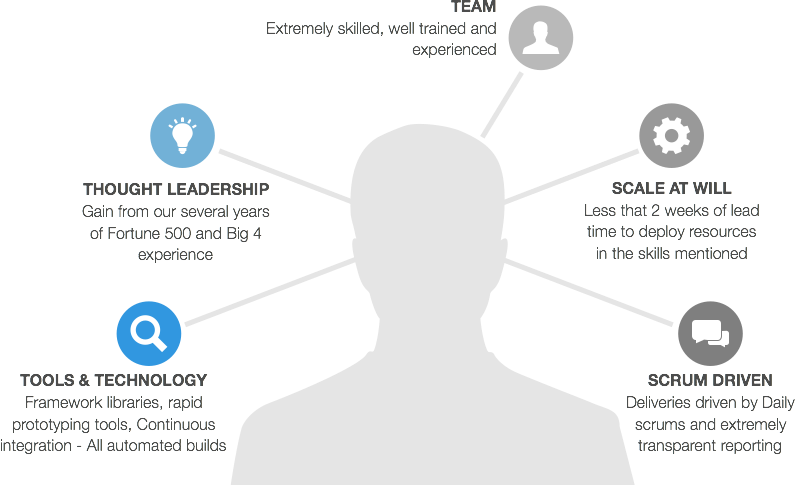 TEAM
Extremely skilled, well trained and
experienced
THOUGHT LEADERSHIP
Gain from our several years
of Fortune 500 and Big 4
experience
SCALE AT WILL
Less that 2 weeks of lead
time to deploy resources
in the skills mentioned
TOOLS & TECHNOLOGY
Framework libraries, rapid
prototyping tools, Continuous
integration - All automated builds
SCRUM DRIVEN
Deliveries driven by Daily
scrums and extremely
transparent reporting